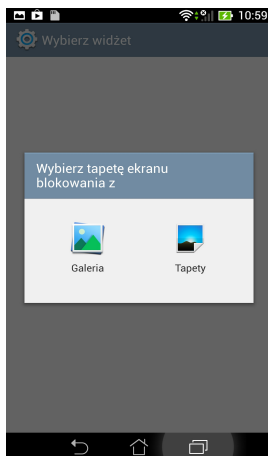 10:59
Wybierz widżet
Wybierz tapetę ekranu
blokowania z
Galeria
Tapety